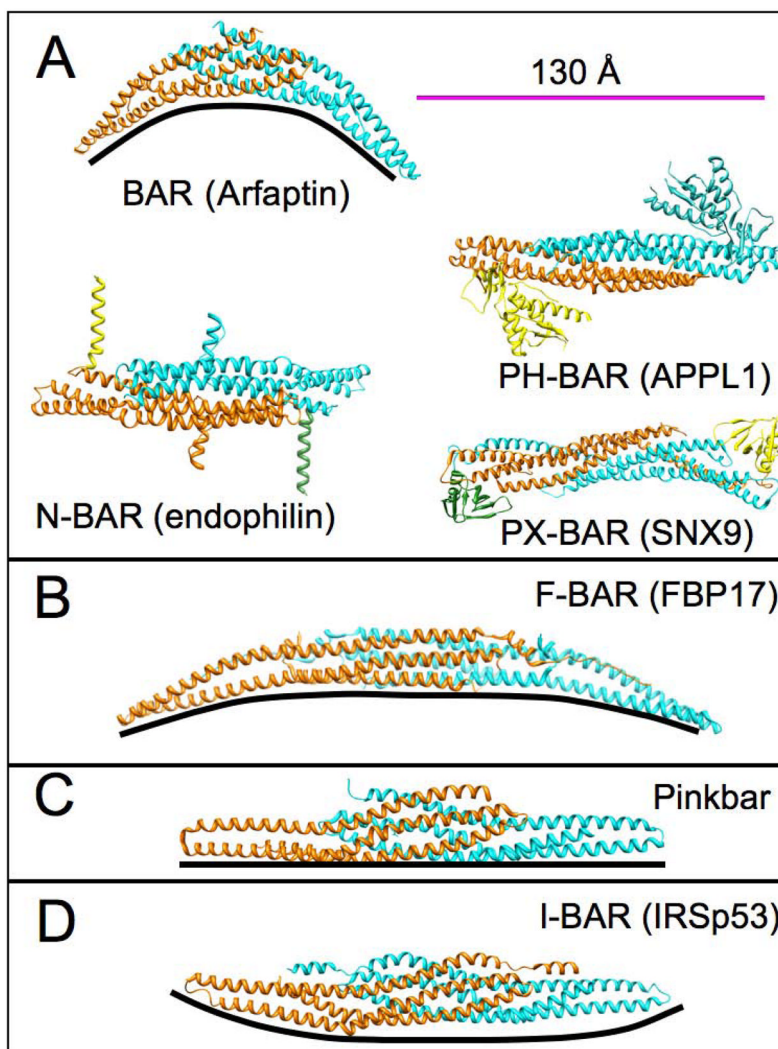 A
130 Å
BAR (Arfaptin)
PH-BAR (APPL1)
N-BAR (endophilin)
PX-BAR (SNX9)
B
F-BAR (FBP17)
C
Pinkbar
D
I-BAR (IRSp53)